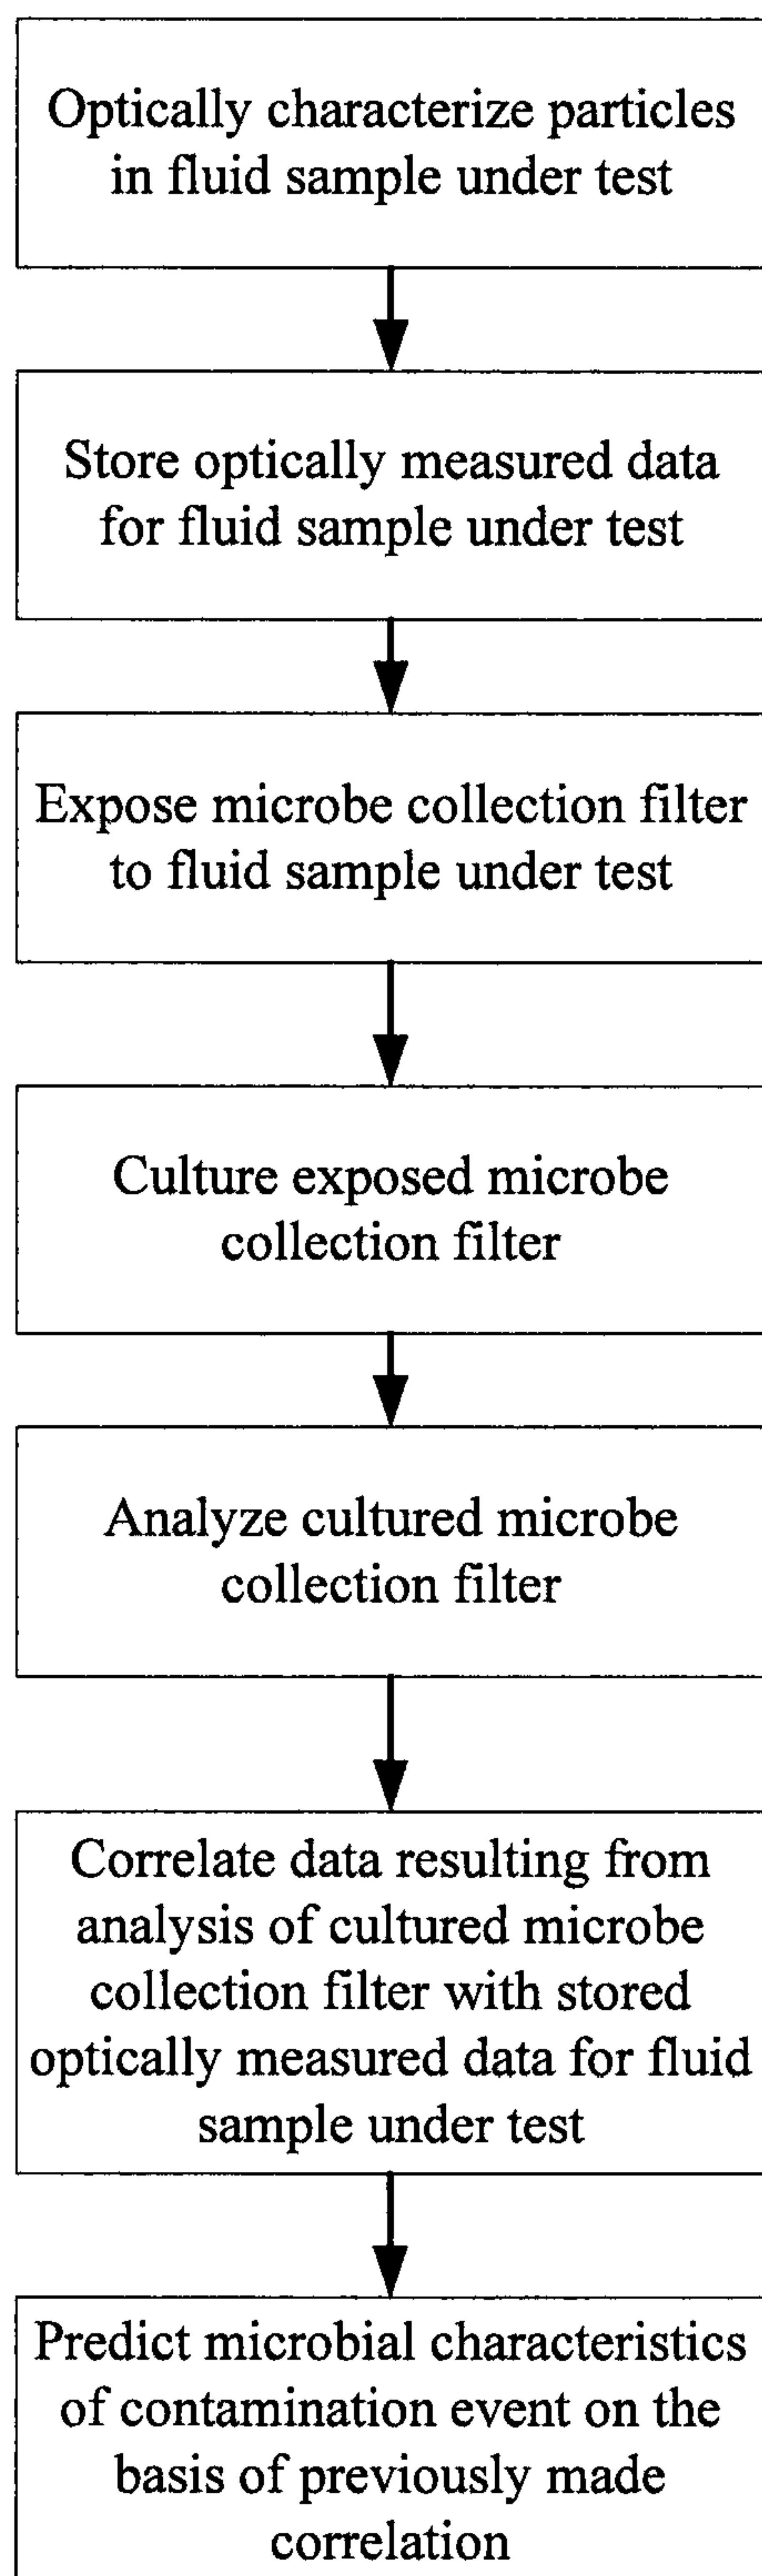 Optically characterize particles
in fluid sample under test
Store optically measured data
for fluid sample under test
Expose microbe collection filter
to fluid sample under test
Culture exposed microbe
collection filter
Analyze cultured microbe
collection filter
Correlate data resulting from
analysis of cultured microbe
collection filter with stored
optically measured data for fluid
sample under test
Predict microbial characteristics
of contamination event on the
basis of previously made
correlation